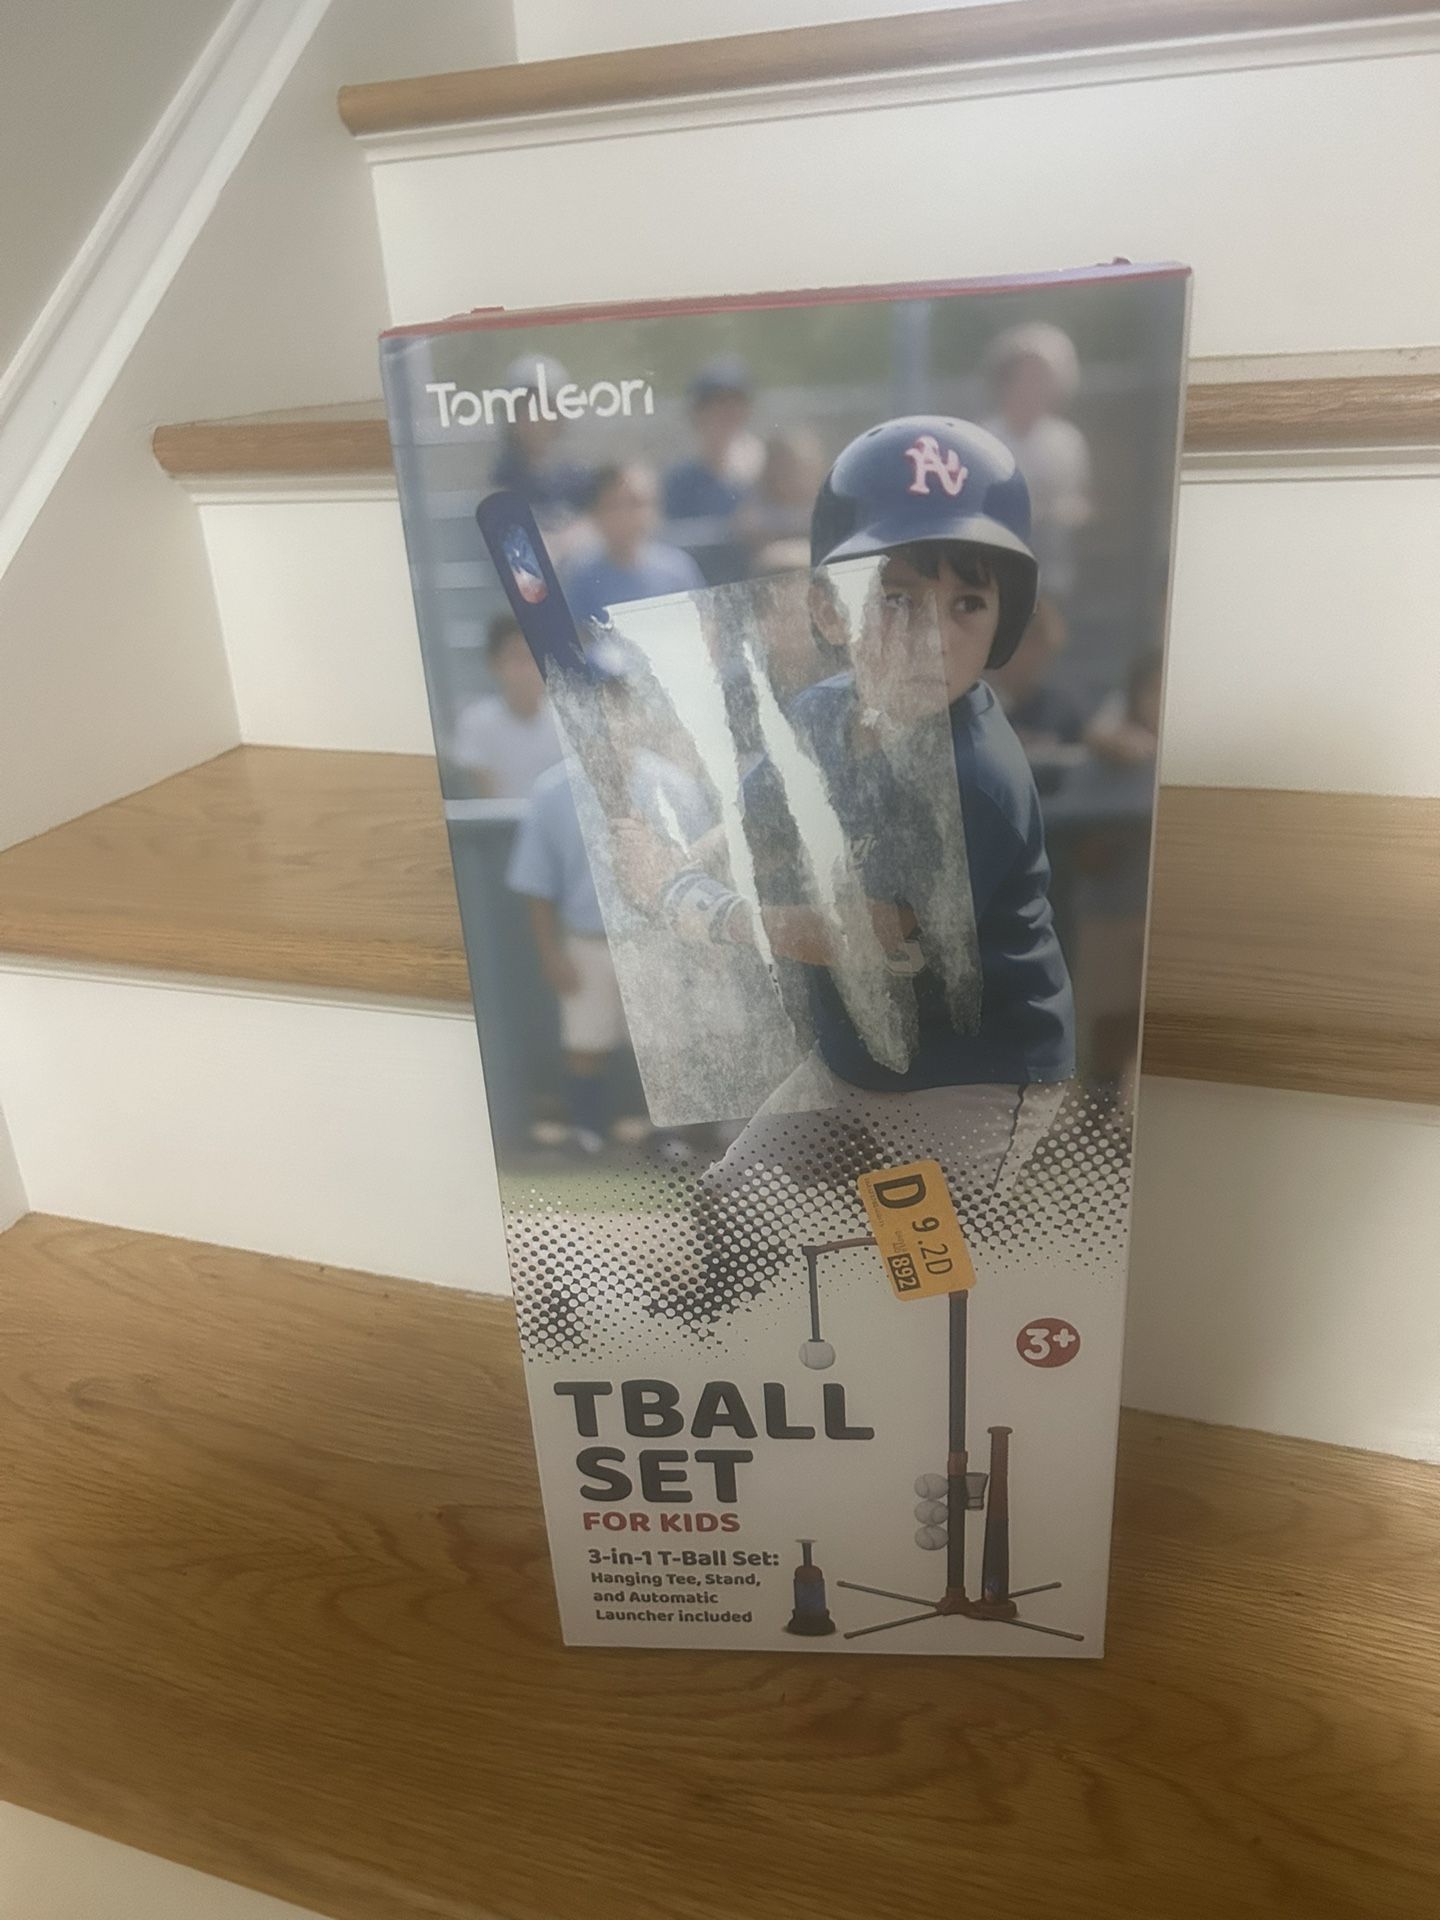 Tomleon
D
9.2D
892
3+
TBALL
SET
FOR KIDS
3-in-1 T-Ball Set:
Hanging Tee, Stand,
and Automatic
Launcher included